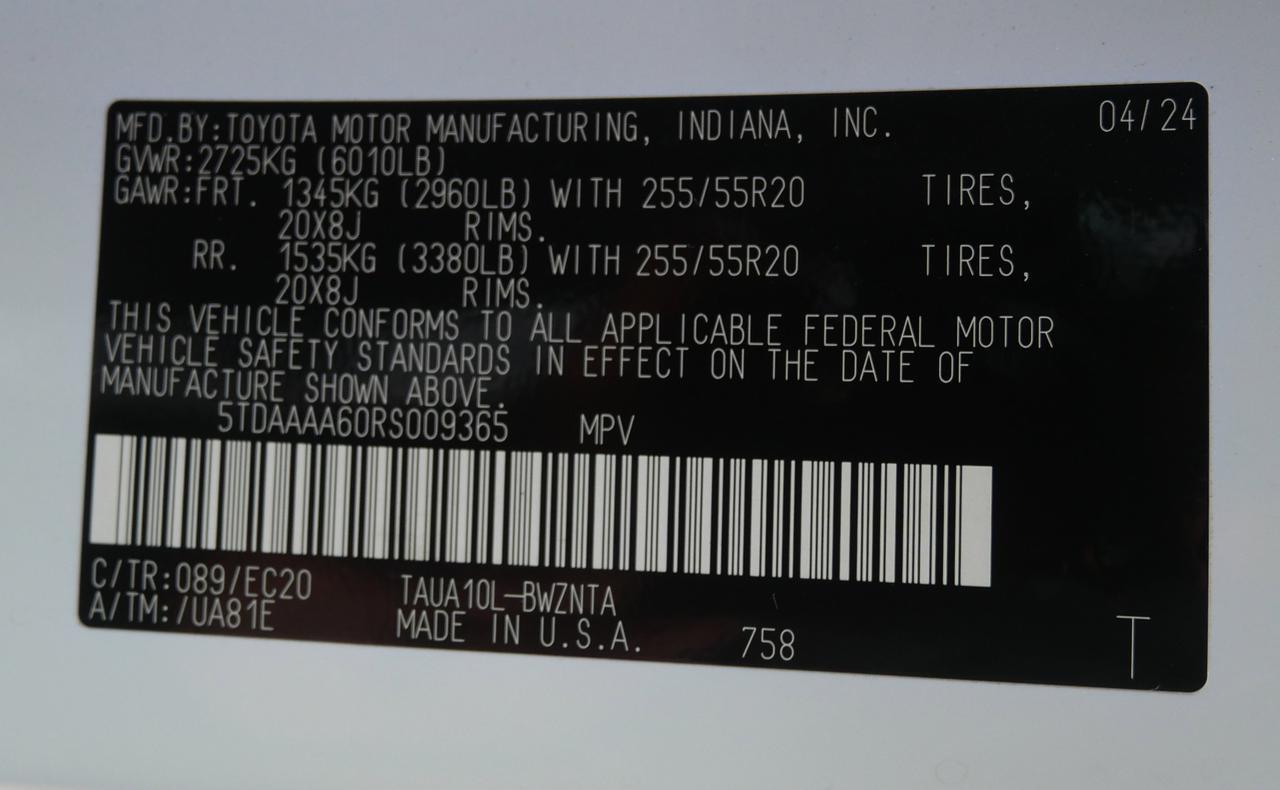 MFD.BY:TOYOTA MOTOR MANUFACTURING, INDIANA, INC. 04/24
GVWR:2725KG (6010LB)
GAWR:FRT. 1345KG (2960LB) WITH 255/55R20 TIRES,
20X8J RIMS.
RR. 1535KG (3380LB) WITH 255/55R20 TIRES,
20X8J RIMS.
THIS VEHICLE CONFORMS TO ALL APPLICABLE FEDERAL MOTOR
VEHICLE SAFETY STANDARDS IN EFFECT ON THE DATE OF
MANUFACTURE SHOWN ABOVE.
5TDAAAA60RS009365 MPV
C/TR:089/EC20 TAUA10L-BWZNTA
A/TM:/UA81E MADE IN U.S.A. 758 T